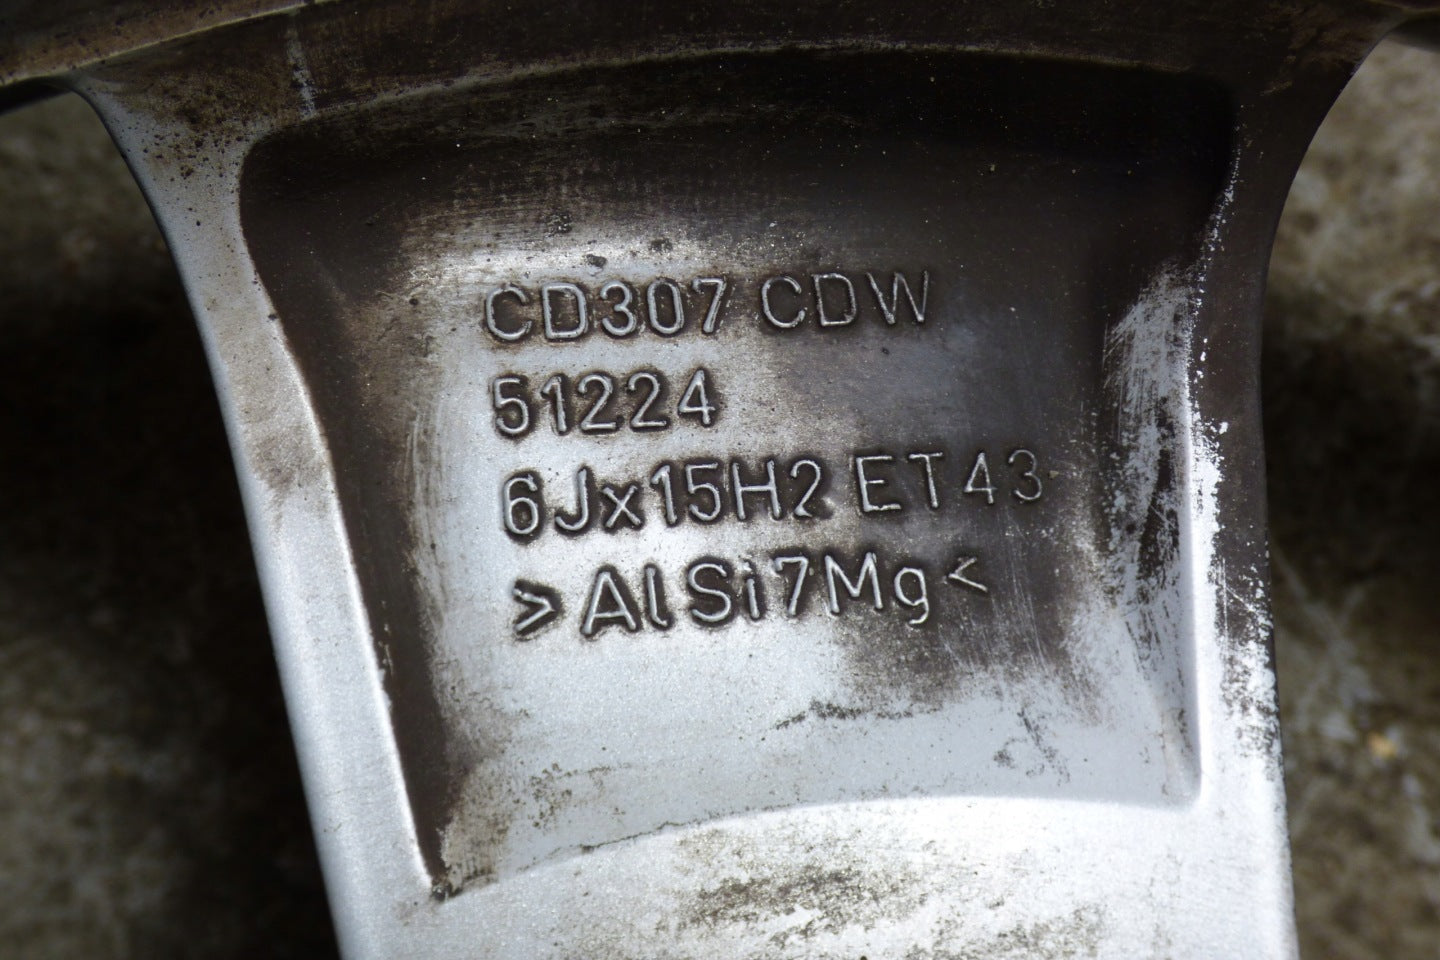 CD307 CDW
51224
6Jx15H2 ET43
>AlSi7Mg<